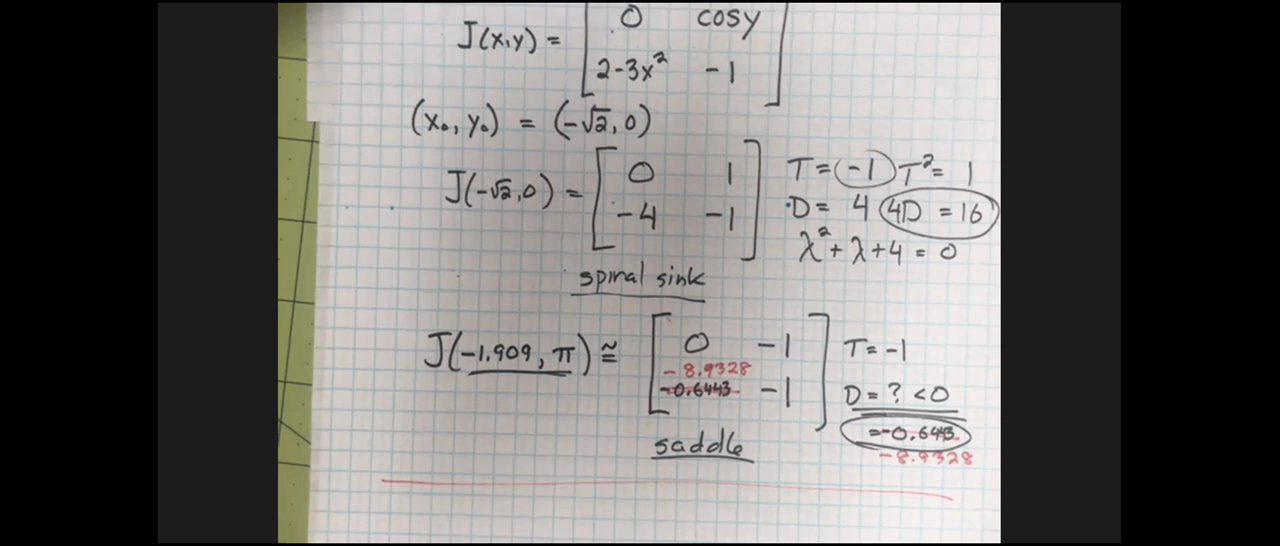 0 cosy
J(x,y) =
2-3x² -1
(x₀, y₀) = (-√2, 0)
0 1 T = -1 T² = 1
J(-√2,0) =
-4 -1 D = 4 4D = 16
λ² + λ + 4 = 0
spiral sink
J(-1.909, π) ≅ 0 -1 T = -1
-8.9328
-0.6443 -1 D = ? < 0
= -0.6443
saddle -8.9328